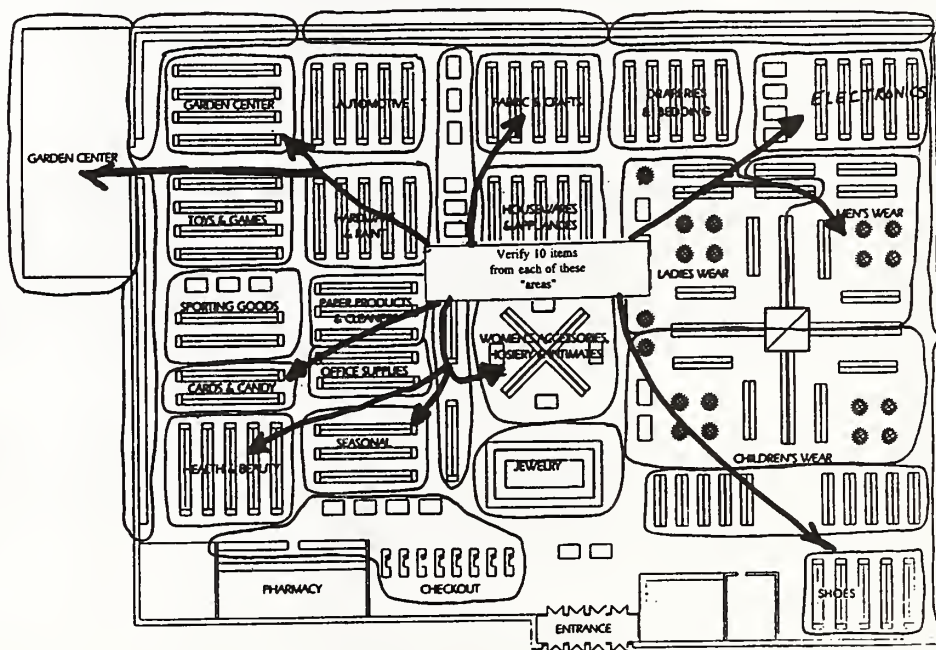 GARDEN CENTER
AUTOMOTIVE
FABRIC & CRAFTS
DRAPERIES
& BEDDING
ELECTRONICS
GARDEN CENTER
TOYS & GAMES
HARDWARE
& PAINT
HOUSEWARES
& APPLIANCES
MEN'S WEAR
Verify 10 items
from each of these
"areas"
LADIES WEAR
SPORTING GOODS
PAPER PRODUCTS
& CLEANERS
WOMEN'S ACCESSORIES,
HOSIERY & INTIMATES
CARDS & CANDY
OFFICE SUPPLIES
SEASONAL
HEALTH & BEAUTY
JEWELRY
CHILDREN'S WEAR
PHARMACY
CHECKOUT
SHOES
ENTRANCE